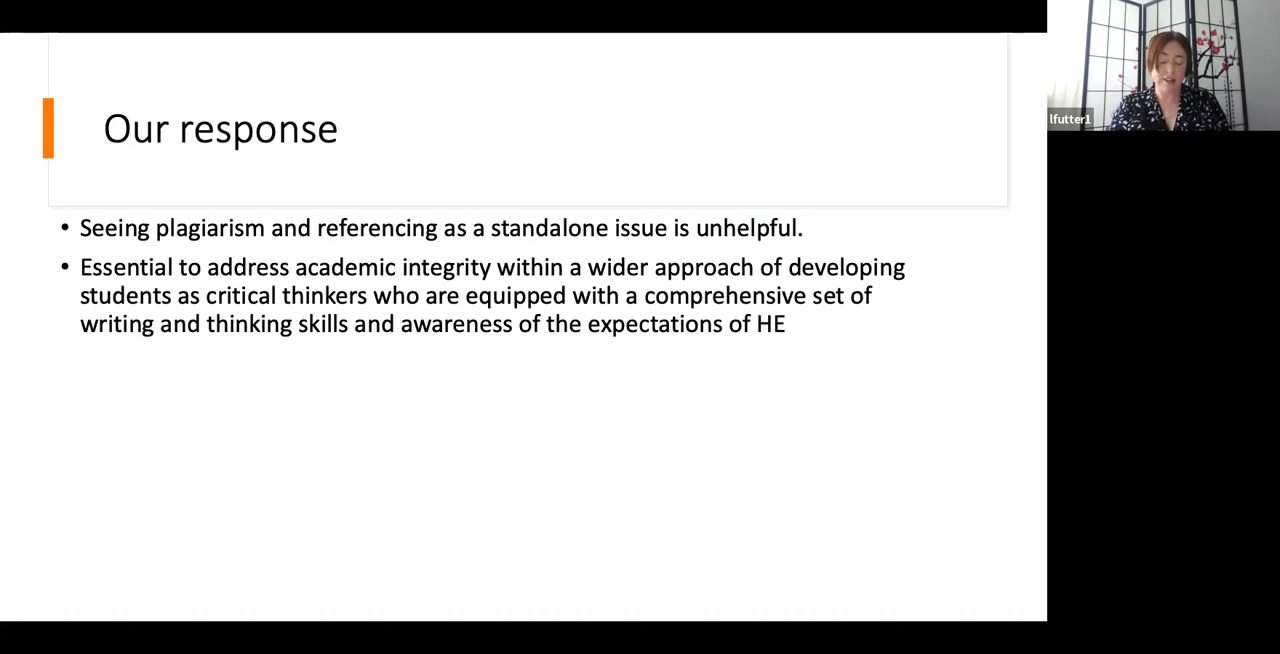 Our response
• Seeing plagiarism and referencing as a standalone issue is unhelpful.
• Essential to address academic integrity within a wider approach of developing
students as critical thinkers who are equipped with a comprehensive set of
writing and thinking skills and awareness of the expectations of HE
lfutter1